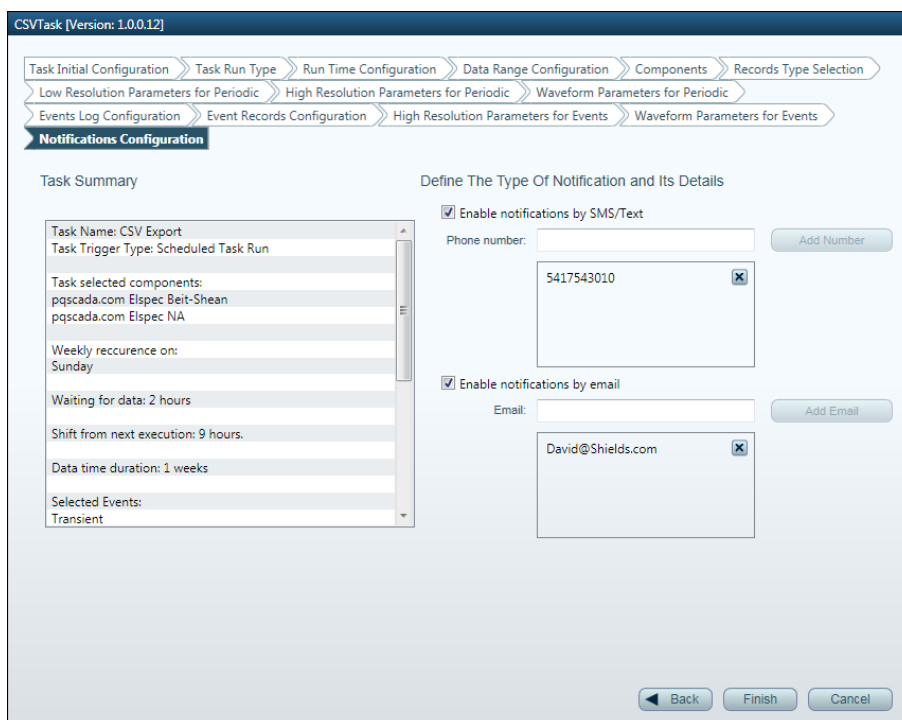 CSVTask [Version: 1.0.0.12]
Task Initial Configuration Task Run Type Run Time Configuration Data Range Configuration Components Records Type Selection
Low Resolution Parameters for Periodic High Resolution Parameters for Periodic Waveform Parameters for Periodic
Events Log Configuration Event Records Configuration High Resolution Parameters for Events Waveform Parameters for Events
Notifications Configuration
Task Summary
Task Name: CSV Export
Task Trigger Type: Scheduled Task Run
Task selected components:
pqscada.com Elspec Beit-Shean
pqscada.com Elspec NA
Weekly reccurence on:
Sunday
Waiting for data: 2 hours
Shift from next execution: 9 hours.
Data time duration: 1 weeks
Selected Events:
Transient
Define The Type Of Notification and Its Details
Enable notifications by SMS/Text
Phone number: Add Number
5417543010
Enable notifications by email
Email: Add Email
David@Shields.com
Back Finish Cancel